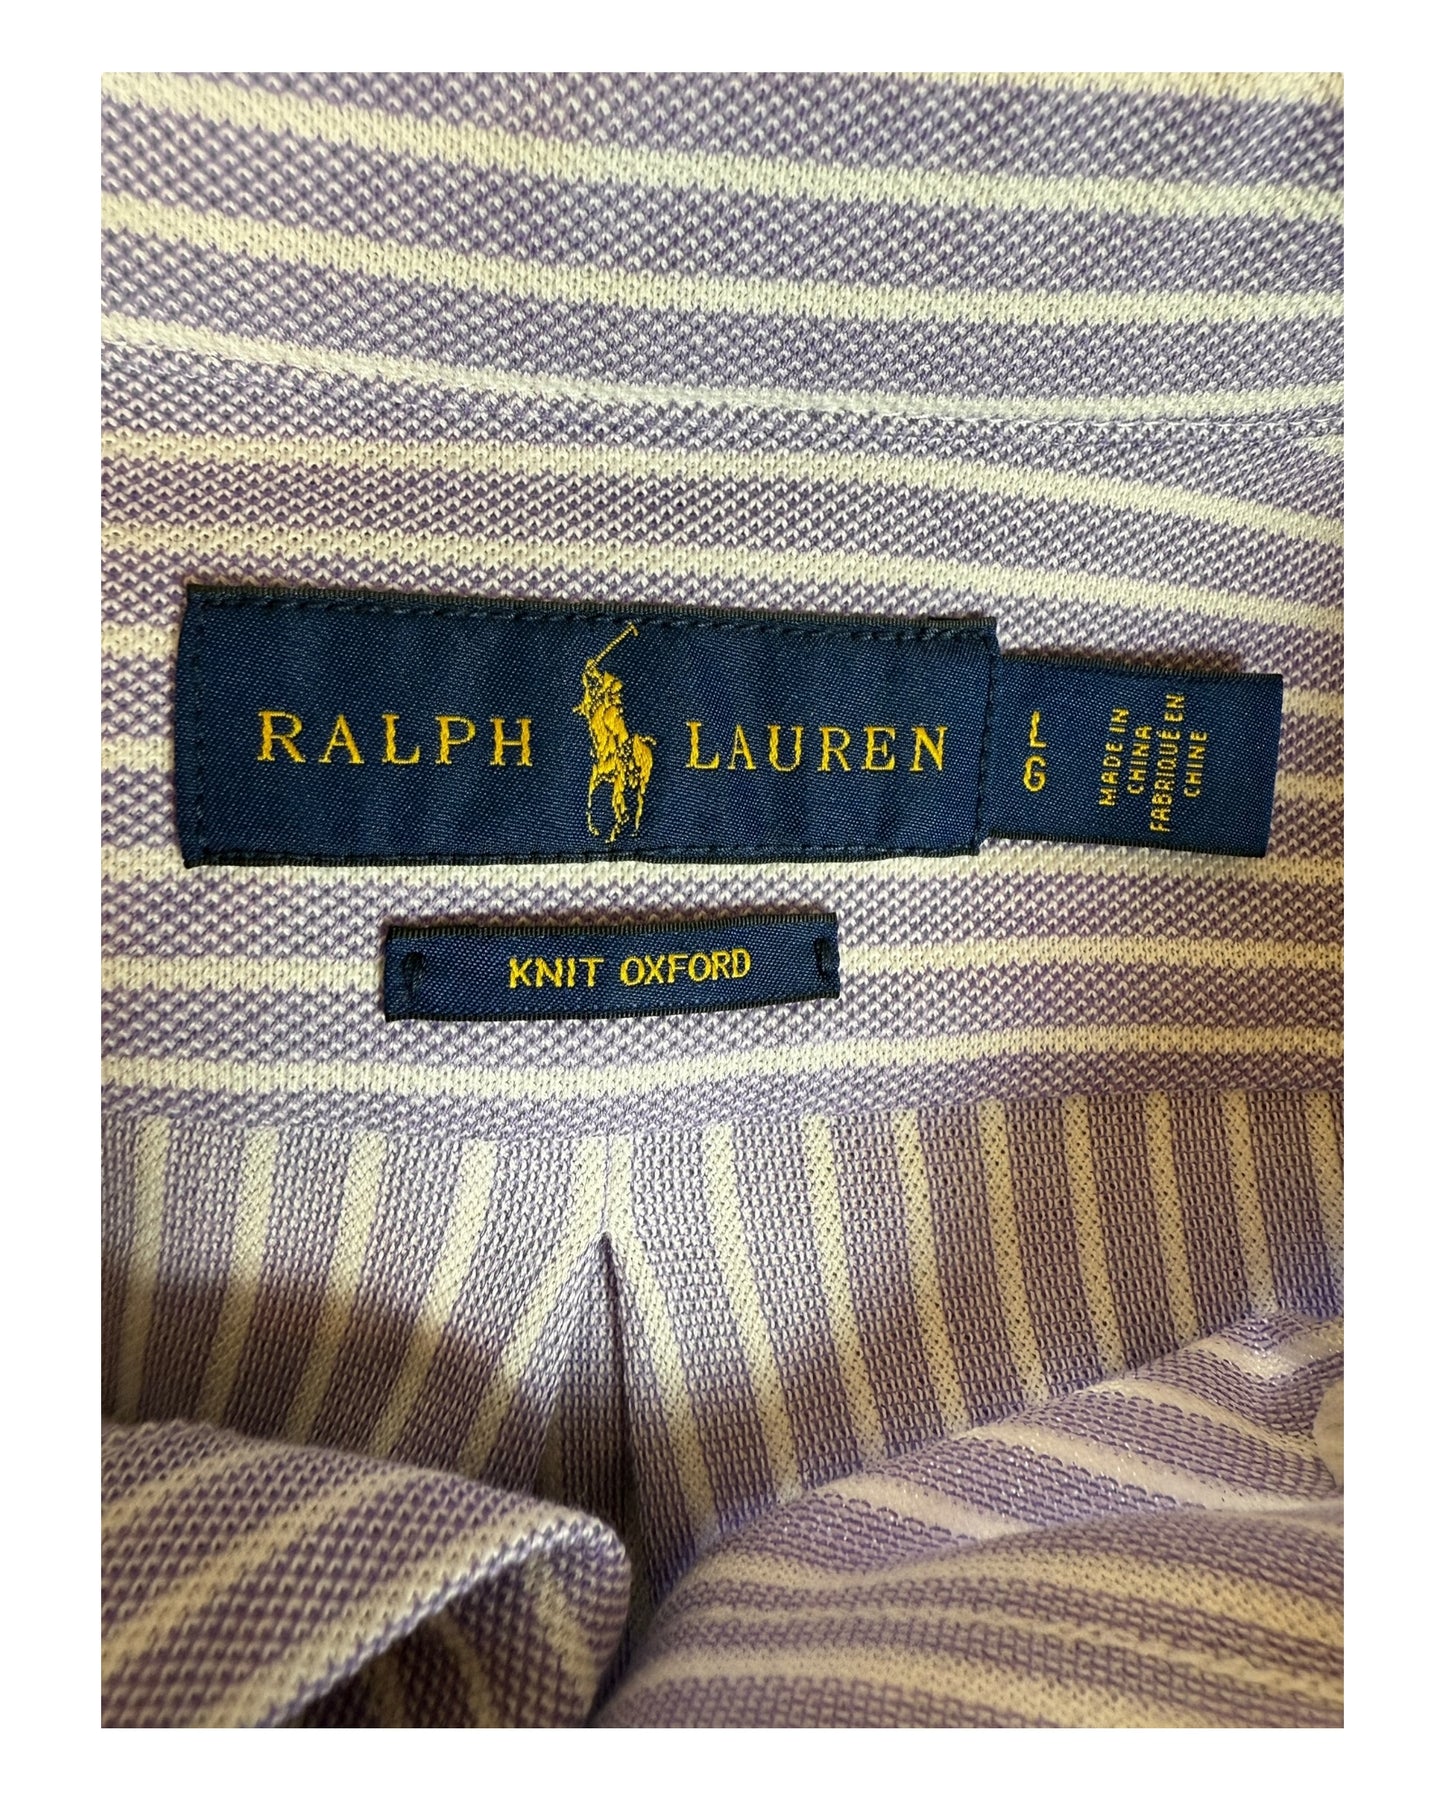 RALPH LAUREN
L
G
MADE IN
CHINA
FABRIQUÉ EN
CHINE
KNIT OXFORD